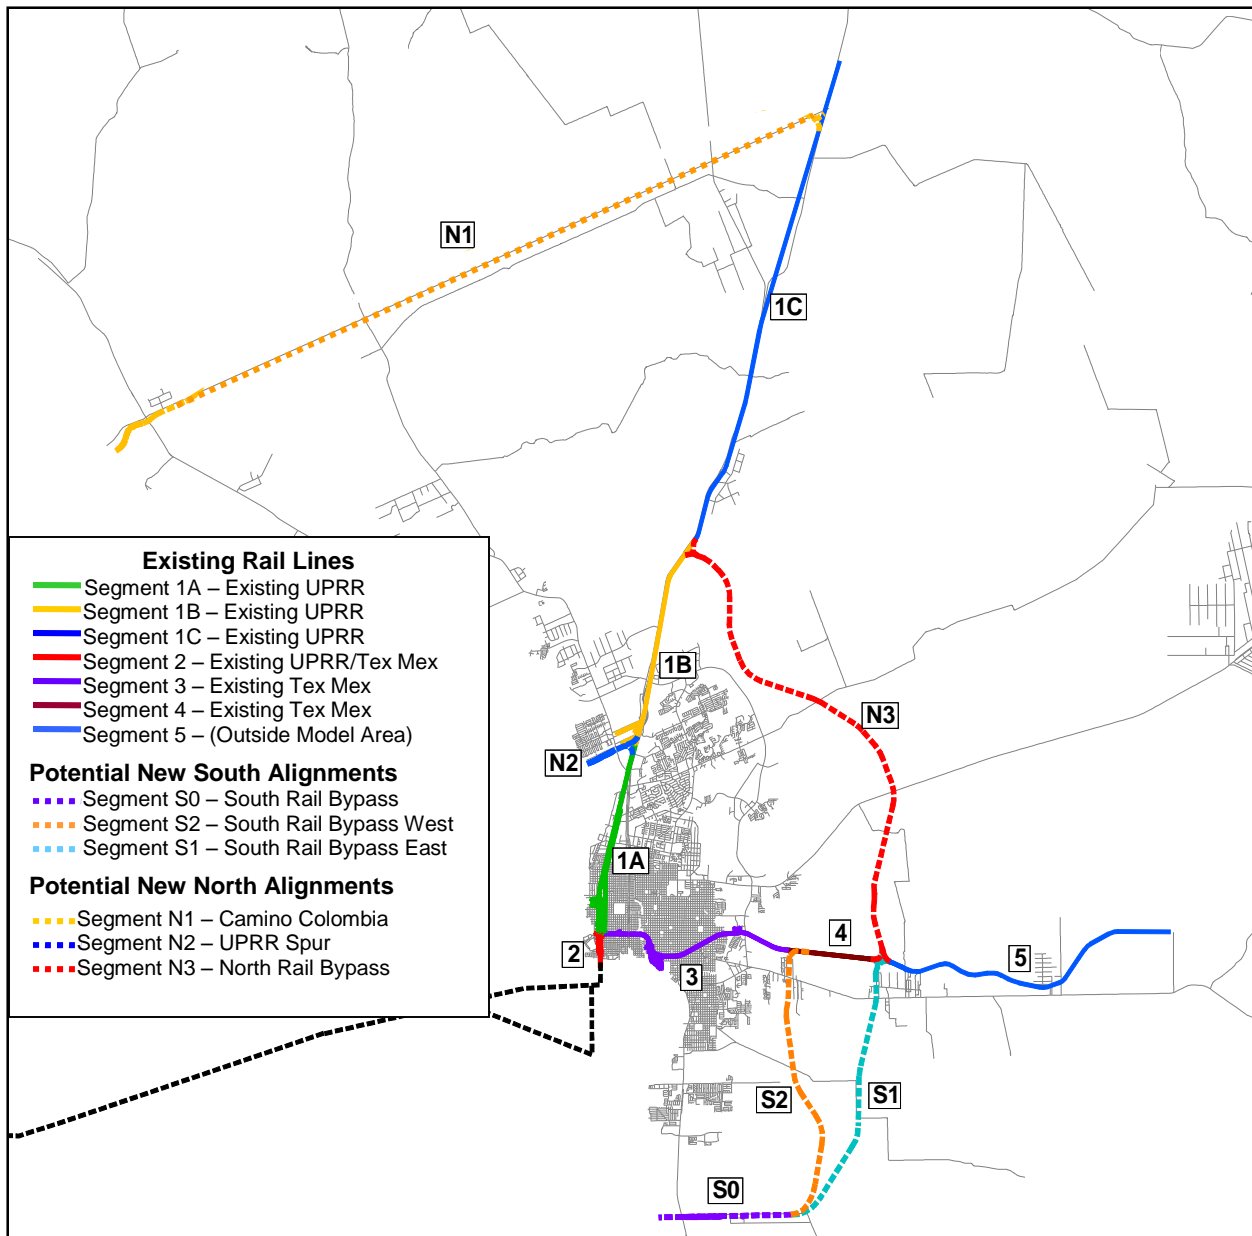 N1
1C
Existing Rail Lines
Segment 1A – Existing UPRR
Segment 1B – Existing UPRR
Segment 1C – Existing UPRR
Segment 2 – Existing UPRR/Tex Mex
Segment 3 – Existing Tex Mex
Segment 4 – Existing Tex Mex
Segment 5 – (Outside Model Area)
Potential New South Alignments
Segment S0 – South Rail Bypass
Segment S2 – South Rail Bypass West
Segment S1 – South Rail Bypass East
Potential New North Alignments
Segment N1 – Camino Colombia
Segment N2 – UPRR Spur
Segment N3 – North Rail Bypass
1B
N3
N2
1A
4
2
5
3
S2
S1
S0